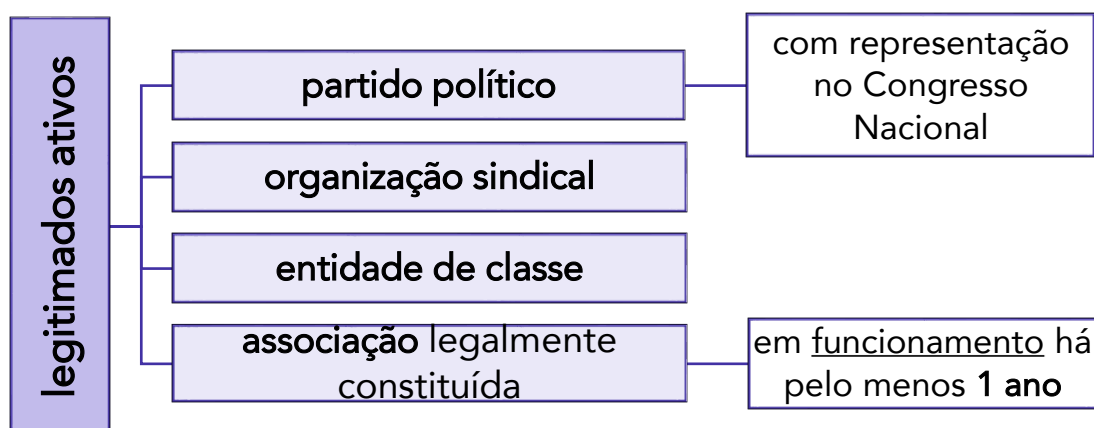 legitimados ativos
partido político
com representação
no Congresso
Nacional
organização sindical
entidade de classe
associação legalmente
constituída
em funcionamento há
pelo menos 1 ano